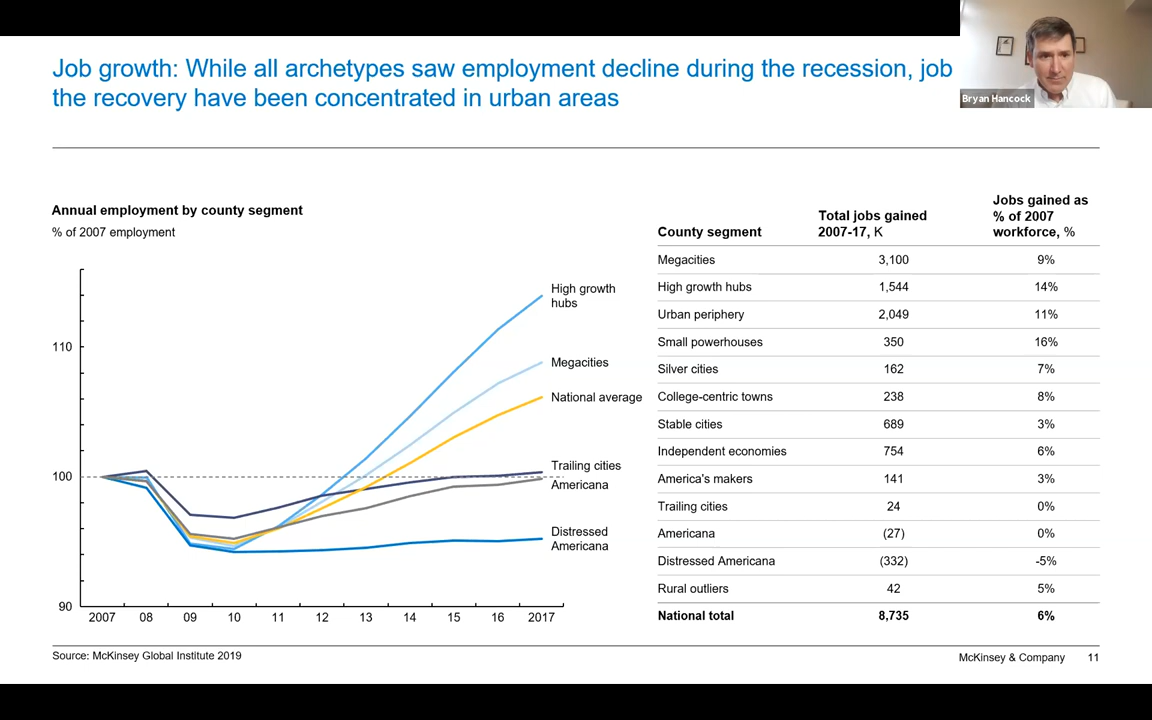 Job growth: While all archetypes saw employment decline during the recession, job
the recovery have been concentrated in urban areas
Bryan Hancock
Annual employment by county segment
% of 2007 employment
110
100
90
2007 08 09 10 11 12 13 14 15 16 2017
High growth
hubs
Megacities
National average
Trailing cities
Americana
Distressed
Americana
County segment
Total jobs gained
2007-17, K
Jobs gained as
% of 2007
workforce, %
Megacities 3,100 9%
High growth hubs 1,544 14%
Urban periphery 2,049 11%
Small powerhouses 350 16%
Silver cities 162 7%
College-centric towns 238 8%
Stable cities 689 3%
Independent economies 754 6%
America's makers 141 3%
Trailing cities 24 0%
Americana (27) 0%
Distressed Americana (332) -5%
Rural outliers 42 5%
National total 8,735 6%
Source: McKinsey Global Institute 2019
McKinsey & Company 11